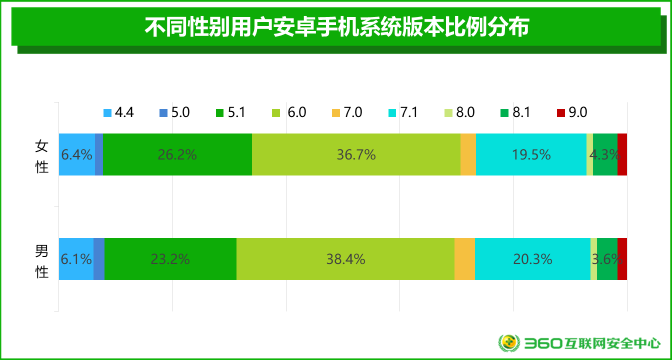 不同性别用户安卓手机系统版本比例分布
4.4 5.0 5.1 6.0 7.0 7.1 8.0 8.1 9.0
女性
6.4% 26.2% 36.7% 19.5% 4.3%
男性
6.1% 23.2% 38.4% 20.3% 3.6%
360互联网安全中心